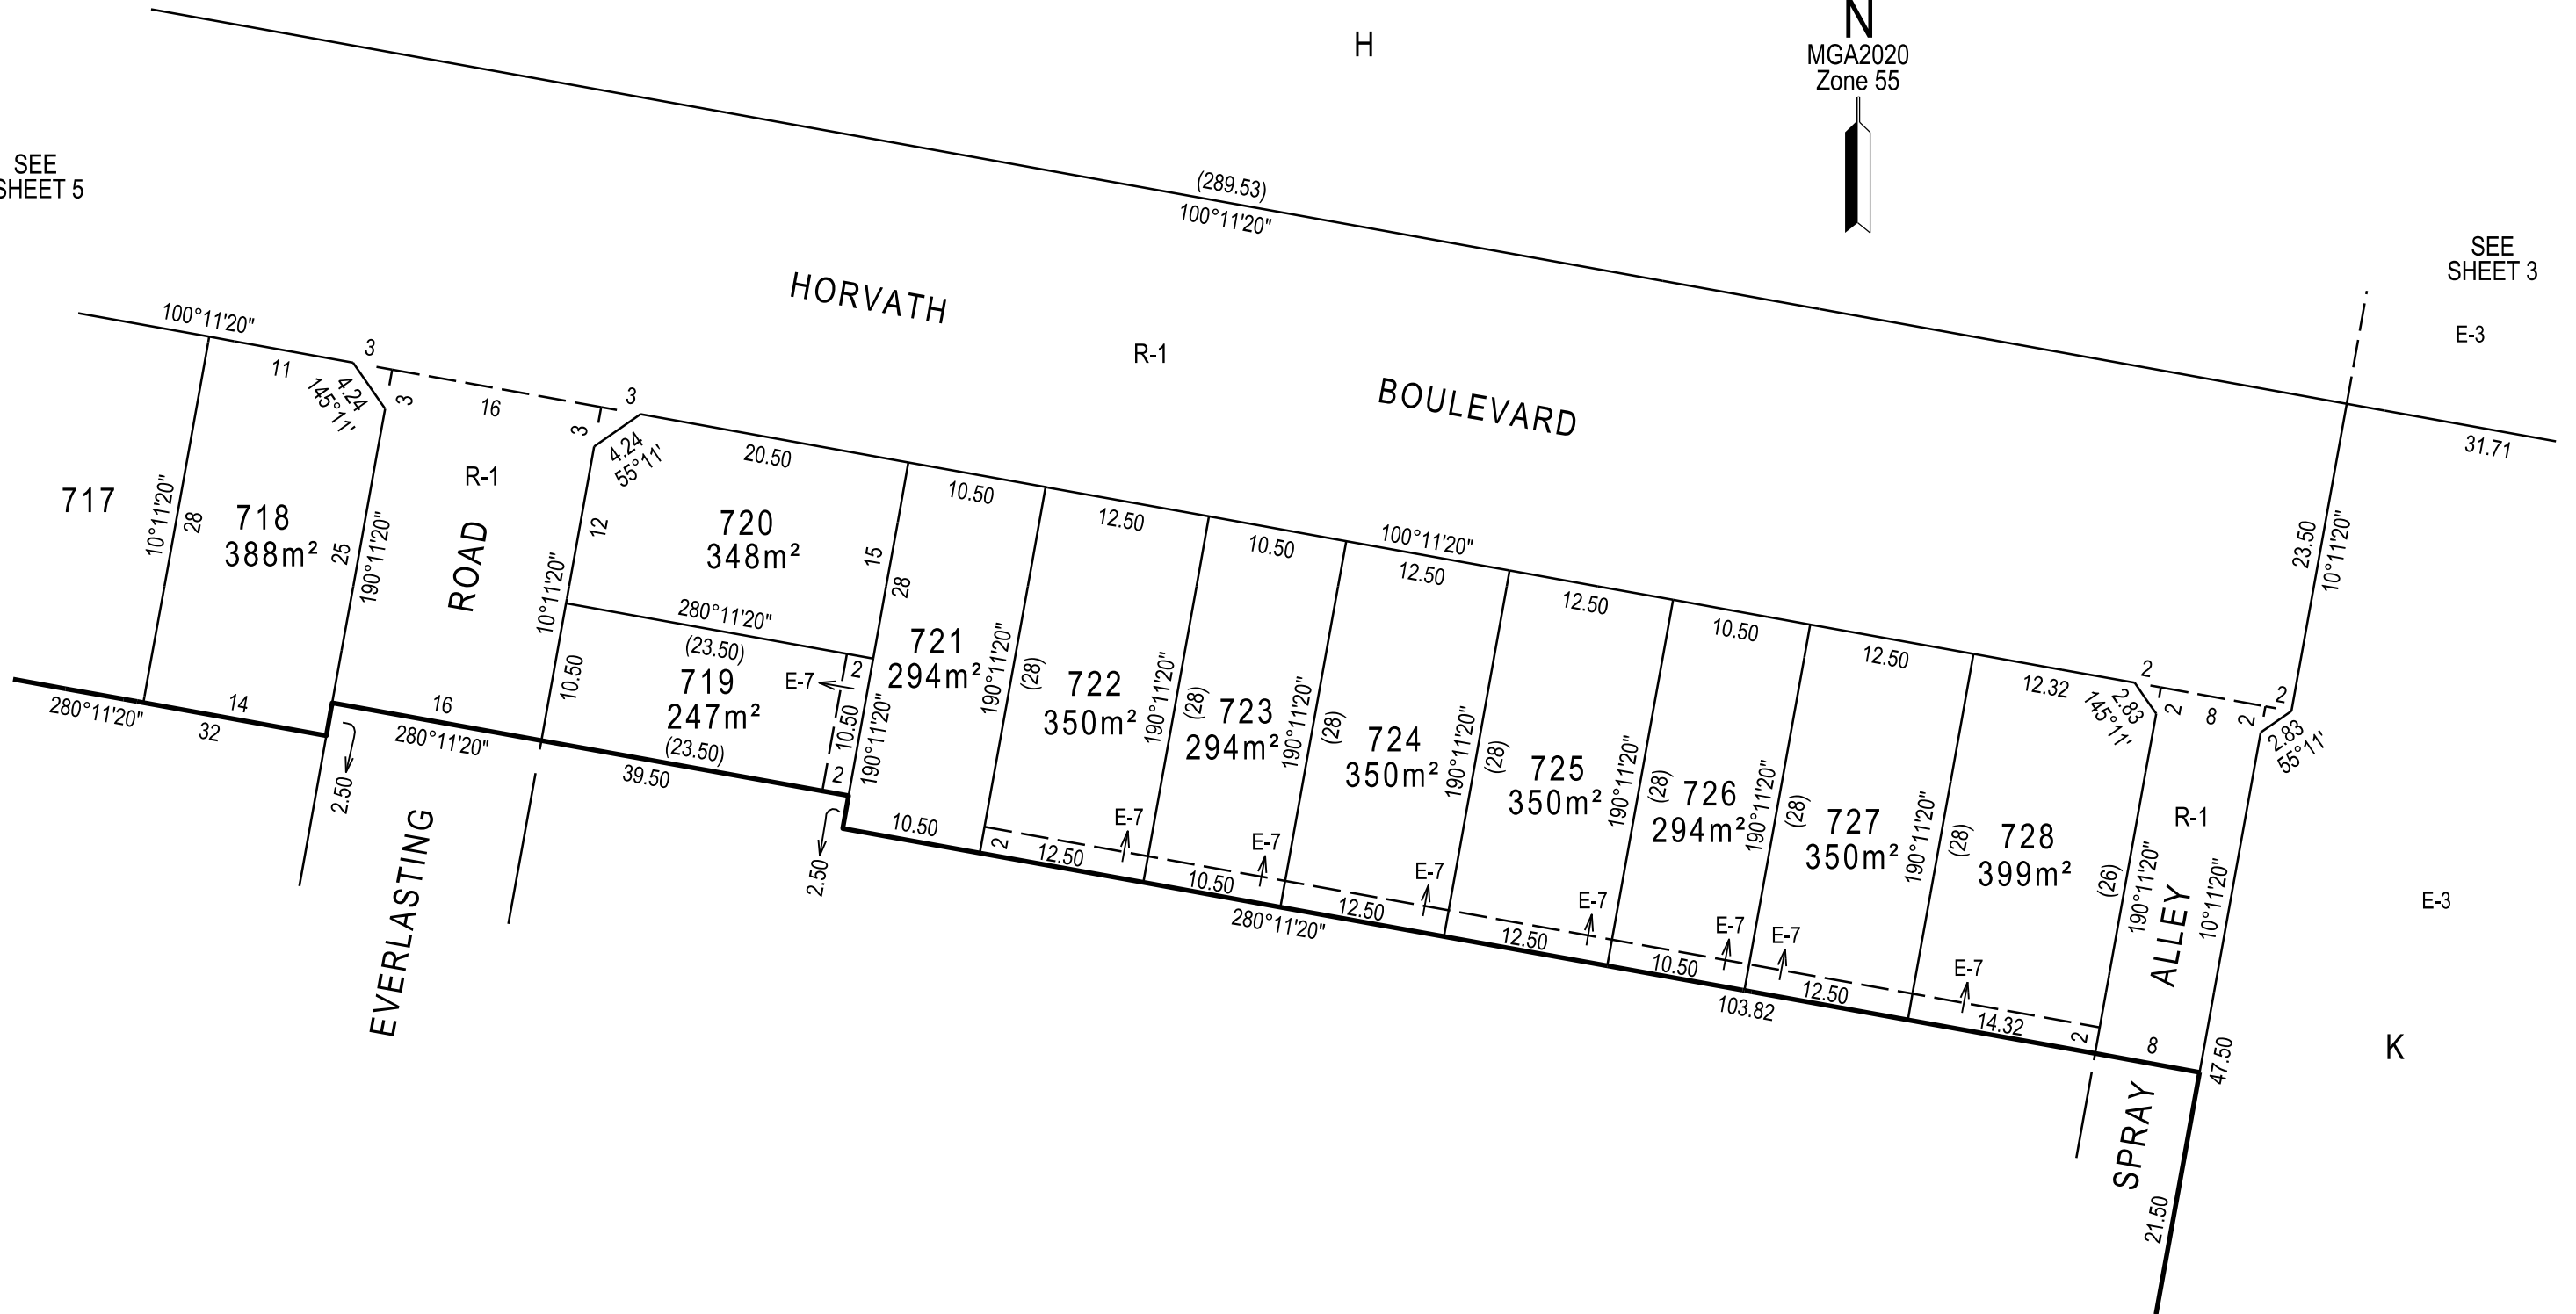 N
MGA2020
Zone 55
H
SEE
SHEET 5
(289.53)
100°11'20"
SEE
SHEET 3
E-3
31.71
HORVATH
R-1
BOULEVARD
100°11'20"
11
3
4.24
145°11'
3
16
3
3
4.24
55°11'
20.50
10.50
12.50
10.50
100°11'20"
12.50
12.50
10.50
12.50
12.32
2
2.83
145°11'
2
8
2
2
2.83
55°11'
23.50
10°11'20"
717
10°11'20"
28
718
388m²
25
190°11'20"
R-1
ROAD
10°11'20"
12
10.50
720
348m²
15
28
280°11'20"
(23.50)
719
247m²
(23.50)
E-7
2
10.50
2
190°11'20"
721
294m²
190°11'20"
(28)
722
350m²
190°11'20"
(28)
723
294m²
190°11'20"
(28)
724
350m²
190°11'20"
(28)
725
350m²
190°11'20"
(28)
726
294m²
190°11'20"
(28)
727
350m²
190°11'20"
(28)
728
399m²
(26)
190°11'20"
R-1
ALLEY
10°11'20"
E-3
K
280°11'20"
14
32
2.50
16
280°11'20"
39.50
2.50
EVERLASTING
10.50
2
12.50
E-7
10.50
E-7
280°11'20"
12.50
E-7
12.50
E-7
10.50
E-7
103.82
E-7
12.50
E-7
14.32
2
8
47.50
SPRAY
21.50